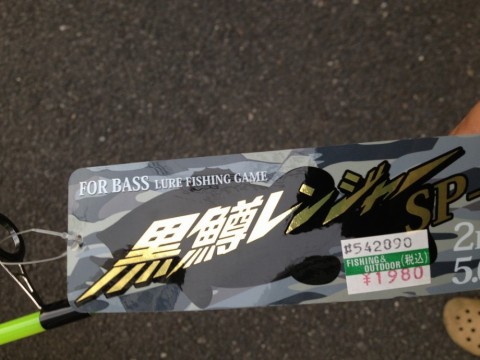 FOR BASS LURE FISHING GAME
黒鱒レンジャー
SP-
#542090
FISHING&
OUTDOOR(税込)
¥1980